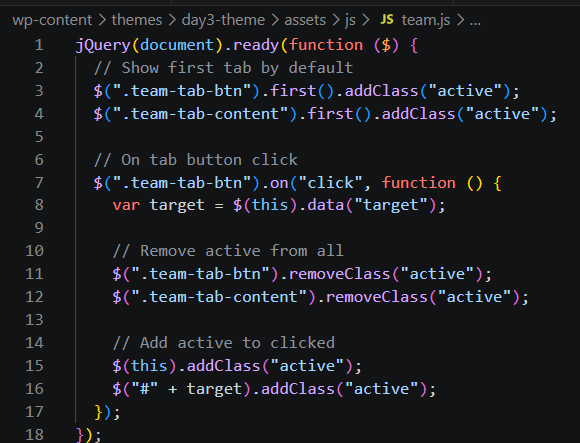 wp-content > themes > day3-theme > assets > js > JS team.js > ...
1 jQuery(document).ready(function ($) {
2   // Show first tab by default
3   $(".team-tab-btn").first().addClass("active");
4   $(".team-tab-content").first().addClass("active");
5
6   // On tab button click
7   $(".team-tab-btn").on("click", function () {
8     var target = $(this).data("target");
9
10     // Remove active from all
11     $(".team-tab-btn").removeClass("active");
12     $(".team-tab-content").removeClass("active");
13
14     // Add active to clicked
15     $(this).addClass("active");
16     $("#" + target).addClass("active");
17   });
18 });